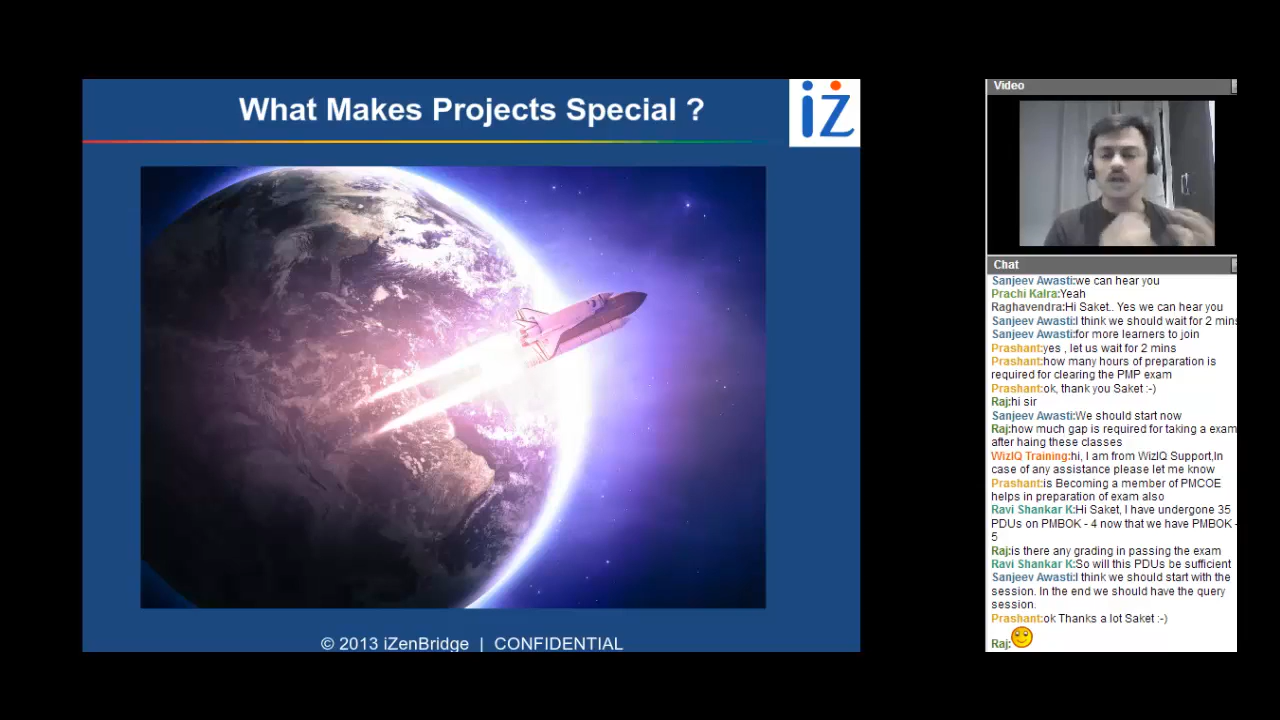 What Makes Projects Special ?
iz
© 2013 iZenBridge | CONFIDENTIAL
Video
Chat
Sanjeev Awasti:we can hear you
Prachi Kalra:Yeah
Raghavendra:Hi Saket.. Yes we can hear you
Sanjeev Awasti:I think we should wait for 2 mins
Sanjeev Awasti:for more learners to join
Prashant:yes , let us wait for 2 mins
Prashant:how many hours of preparation is
required for clearing the PMP exam
Prashant:ok, thank you Saket :-)
Raj:hi sir
Sanjeev Awasti:We should start now
Raj:how much gap is required for taking a exam
after haing these classes
WizIQ Training:hi, I am from WizIQ Support,In
case of any assistance please let me know
Prashant:is Becoming a member of PMCOE
helps in preparation of exam also
Ravi Shankar K:Hi Saket, I have undergone 35
PDUs on PMBOK - 4 now that we have PMBOK -
5
Raj:is there any grading in passing the exam
Ravi Shankar K:So will this PDUs be sufficient
Sanjeev Awasti:I think we should start with the
session. In the end we should have the query
session.
Prashant:ok Thanks a lot Saket :-)
Raj: